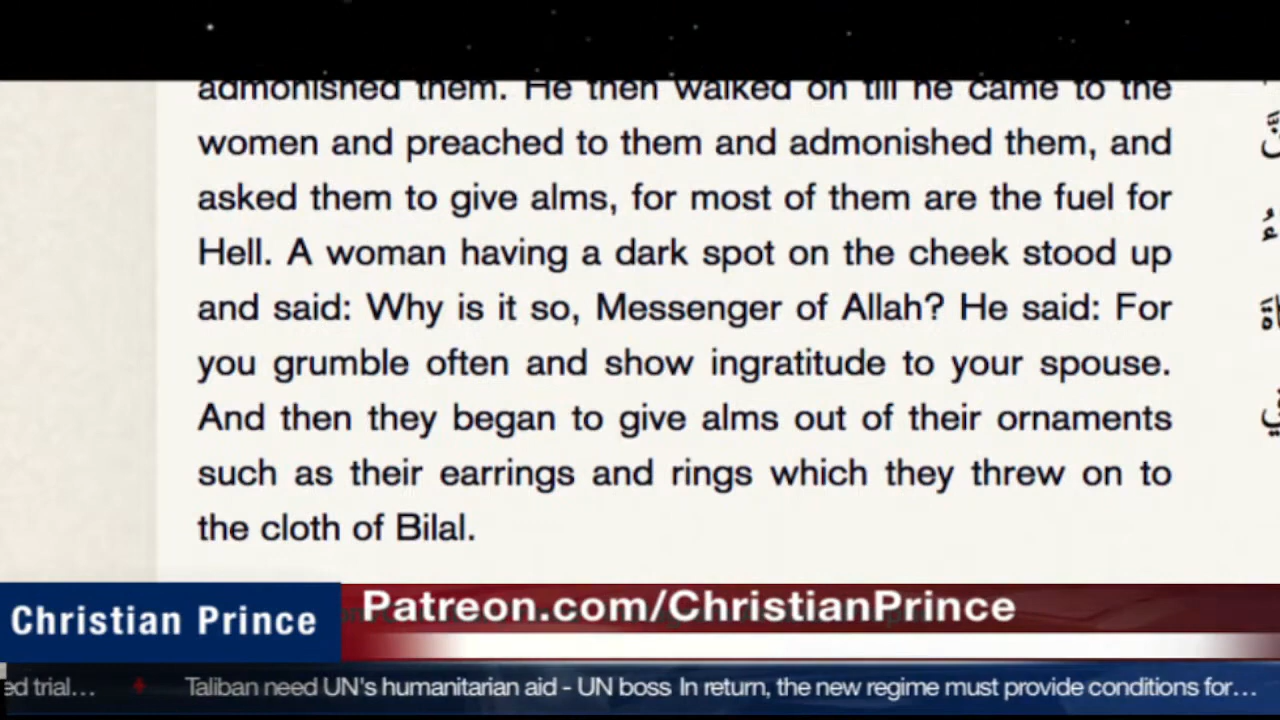 admonished them. He then walked on till he came to the
women and preached to them and admonished them, and
asked them to give alms, for most of them are the fuel for
Hell. A woman having a dark spot on the cheek stood up
and said: Why is it so, Messenger of Allah? He said: For
you grumble often and show ingratitude to your spouse.
And then they began to give alms out of their ornaments
such as their earrings and rings which they threw on to
the cloth of Bilal.
Christian Prince
Patreon.com/ChristianPrince
ed trial... Taliban need UN's humanitarian aid - UN boss In return, the new regime must provide conditions for...